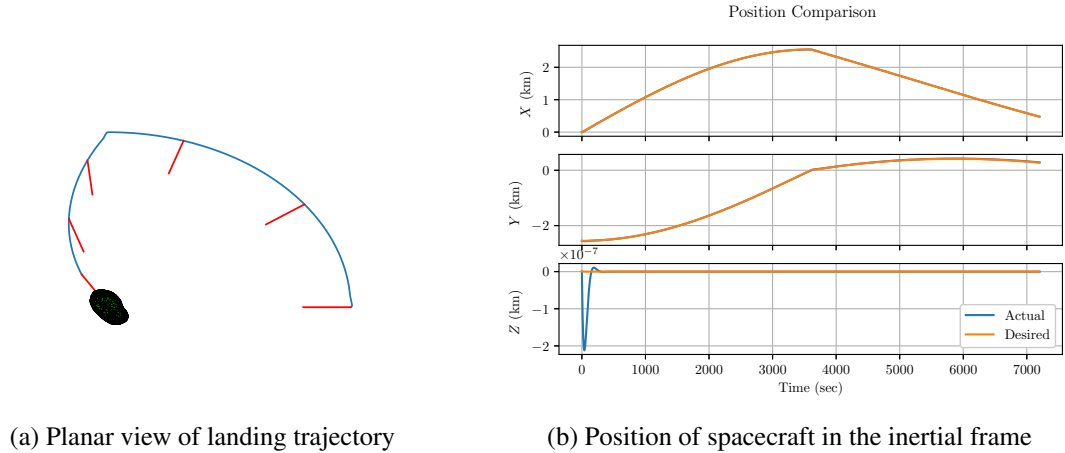 Position Comparison
2
1
0
X (km)
0
−2
Y (km)
×10⁻⁷
0
−1
−2
Z (km)
Actual
Desired
0 1000 2000 3000 4000 5000 6000 7000
Time (sec)
(a) Planar view of landing trajectory
(b) Position of spacecraft in the inertial frame